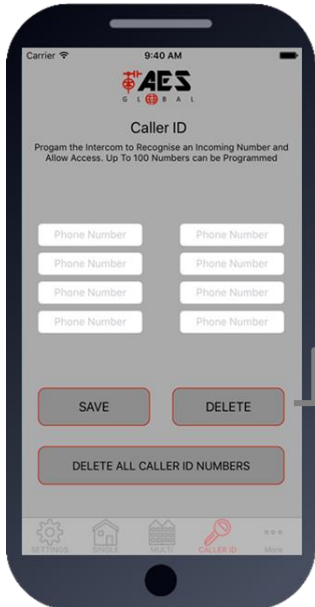 Carrier 9:40 AM
AES
GLOBAL
Caller ID
Progam the Intercom to Recognise an Incoming Number and
Allow Access. Up To 100 Numbers can be Programmed
Phone Number Phone Number
Phone Number Phone Number
Phone Number Phone Number
Phone Number Phone Number
SAVE DELETE
DELETE ALL CALLER ID NUMBERS
SETTINGS SINGLE MULTI CALLER ID More